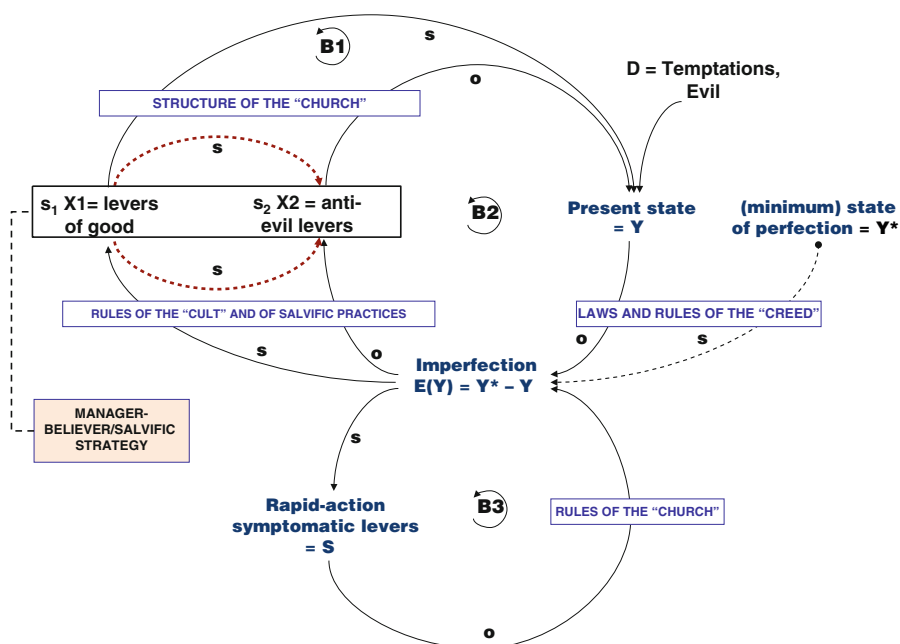 B1
s
o
D = Temptations,
Evil
STRUCTURE OF THE “CHURCH”
s
s₁ X1= levers
of good
s₂ X2 = anti-
evil levers
B2
Present state
= Y
(minimum) state
of perfection = Y*
s
RULES OF THE “CULT” AND OF SALVIFIC PRACTICES
LAWS AND RULES OF THE “CREED”
s
o
o
s
Imperfection
E(Y) = Y* – Y
MANAGER-
BELIEVER/SALVIFIC
STRATEGY
s
Rapid-action
symptomatic levers
= S
B3
RULES OF THE “CHURCH”
o